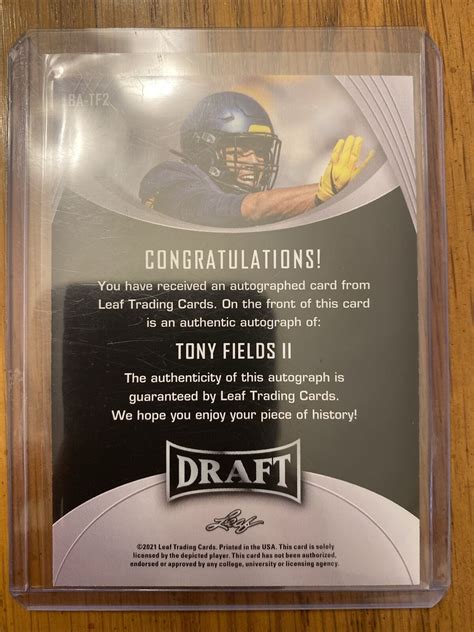 BA-TF2
CONGRATULATIONS!
You have received an autographed card from
Leaf Trading Cards. On the front of this card
is an authentic autograph of:
TONY FIELDS II
The authenticity of this autograph is
guaranteed by Leaf Trading Cards.
We hope you enjoy your piece of history!
DRAFT
Leaf
©2021 Leaf Trading Cards. Printed in the USA. This card is solely
licensed by the depicted player. This card has not been authorized,
endorsed or approved by any college, university or licensing agency.